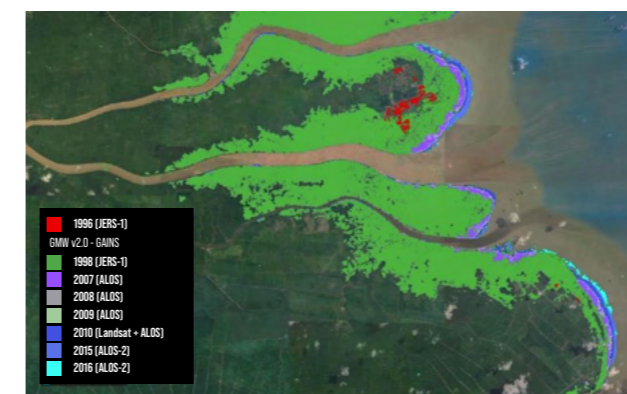 1996 (JERS-1)
GMW v2.0 - GAINS
1998 (JERS-1)
2007 (ALOS)
2008 (ALOS)
2009 (ALOS)
2010 (Landsat + ALOS)
2015 (ALOS-2)
2016 (ALOS-2)